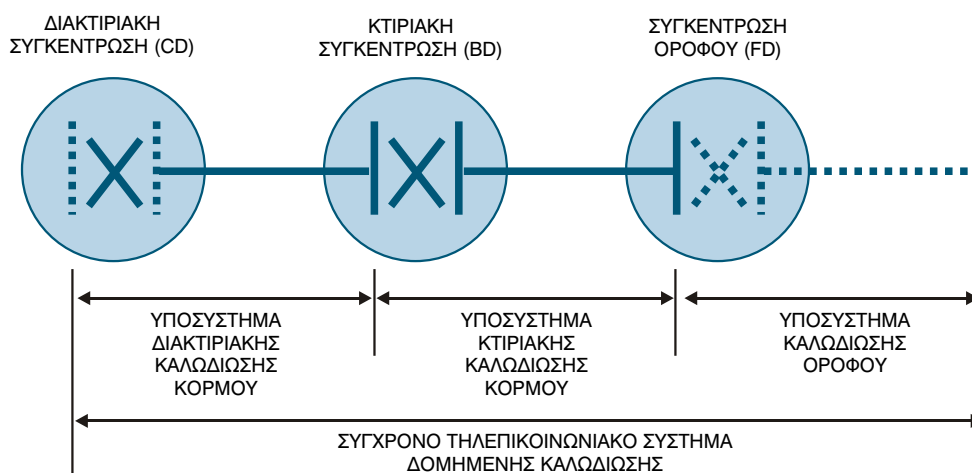 ΔΙΑΚΤΙΡΙΑΚΗ
ΣΥΓΚΕΝΤΡΩΣΗ (CD)
ΚΤΙΡΙΑΚΗ
ΣΥΓΚΕΝΤΡΩΣΗ (BD)
ΣΥΓΚΕΝΤΡΩΣΗ
ΟΡΟΦΟΥ (FD)
ΥΠΟΣΥΣΤΗΜΑ
ΔΙΑΚΤΙΡΙΑΚΗΣ
ΚΑΛΩΔΙΩΣΗΣ
ΚΟΡΜΟΥ
ΥΠΟΣΥΣΤΗΜΑ
ΚΤΙΡΙΑΚΗΣ
ΚΑΛΩΔΙΩΣΗΣ
ΚΟΡΜΟΥ
ΥΠΟΣΥΣΤΗΜΑ
ΚΑΛΩΔΙΩΣΗΣ
ΟΡΟΦΟΥ
ΣΥΓΧΡΟΝΟ ΤΗΛΕΠΙΚΟΙΝΩΝΙΑΚΟ ΣΥΣΤΗΜΑ
ΔΟΜΗΜΕΝΗΣ ΚΑΛΩΔΙΩΣΗΣ